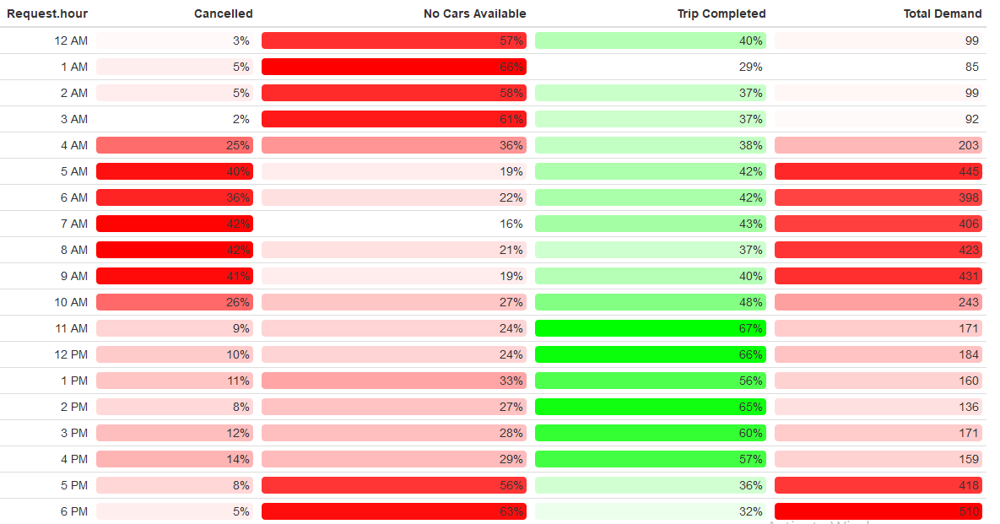 Request.hour Cancelled No Cars Available Trip Completed Total Demand
12 AM 3% 57% 40% 99
1 AM 5% 66% 29% 85
2 AM 5% 58% 37% 99
3 AM 2% 61% 37% 92
4 AM 25% 36% 38% 203
5 AM 40% 19% 42% 445
6 AM 36% 22% 42% 398
7 AM 42% 16% 43% 406
8 AM 42% 21% 37% 423
9 AM 41% 19% 40% 431
10 AM 26% 27% 48% 243
11 AM 9% 24% 67% 171
12 PM 10% 24% 66% 184
1 PM 11% 33% 56% 160
2 PM 8% 27% 65% 136
3 PM 12% 28% 60% 171
4 PM 14% 29% 57% 159
5 PM 8% 56% 36% 418
6 PM 5% 63% 32% 510